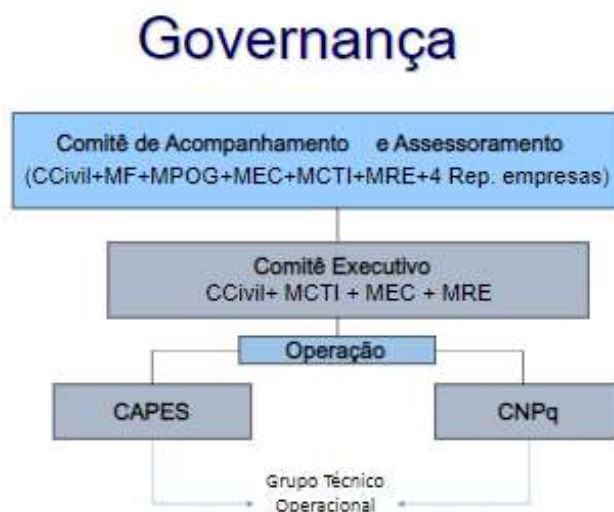 Governança
Comitê de Acompanhamento e Assessoramento
(CCivil+MF+MPOG+MEC+MCTI+MRE+4 Rep. empresas)
Comitê Executivo
CCivil+ MCTI + MEC + MRE
Operação
CAPES
CNPq
Grupo Técnico
Operacional